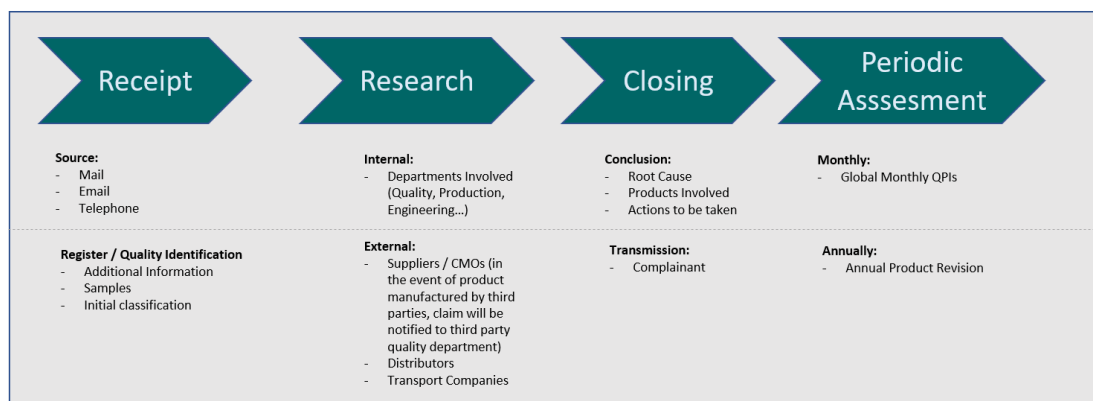 Receipt
Research
Closing
Periodic
Asssesment
Source:
- Mail
- Email
- Telephone
Internal:
- Departments Involved
(Quality, Production,
Engineering...)
Conclusion:
- Root Cause
- Products Involved
- Actions to be taken
Monthly:
- Global Monthly QPIs
Register / Quality Identification
- Additional Information
- Samples
- Initial classification
External:
- Suppliers / CMOs (in
the event of product
manufactured by third
parties, claim will be
notified to third party
quality department)
- Distributors
- Transport Companies
Transmission:
- Complainant
Annually:
- Annual Product Revision